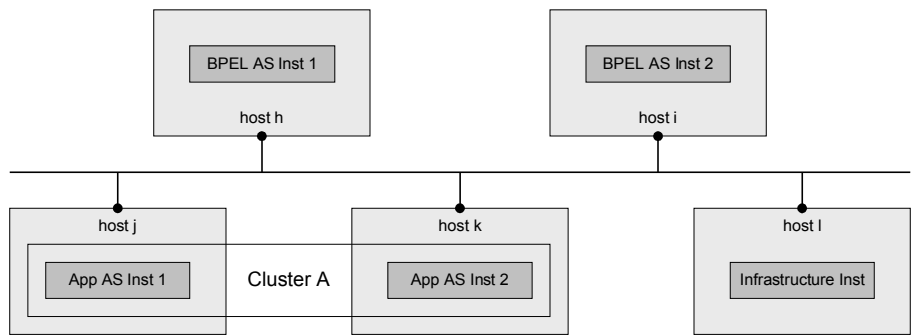 BPEL AS Inst 1
BPEL AS Inst 2
host h
host i
host j
host k
host l
App AS Inst 1
Cluster A
App AS Inst 2
Infrastructure Inst